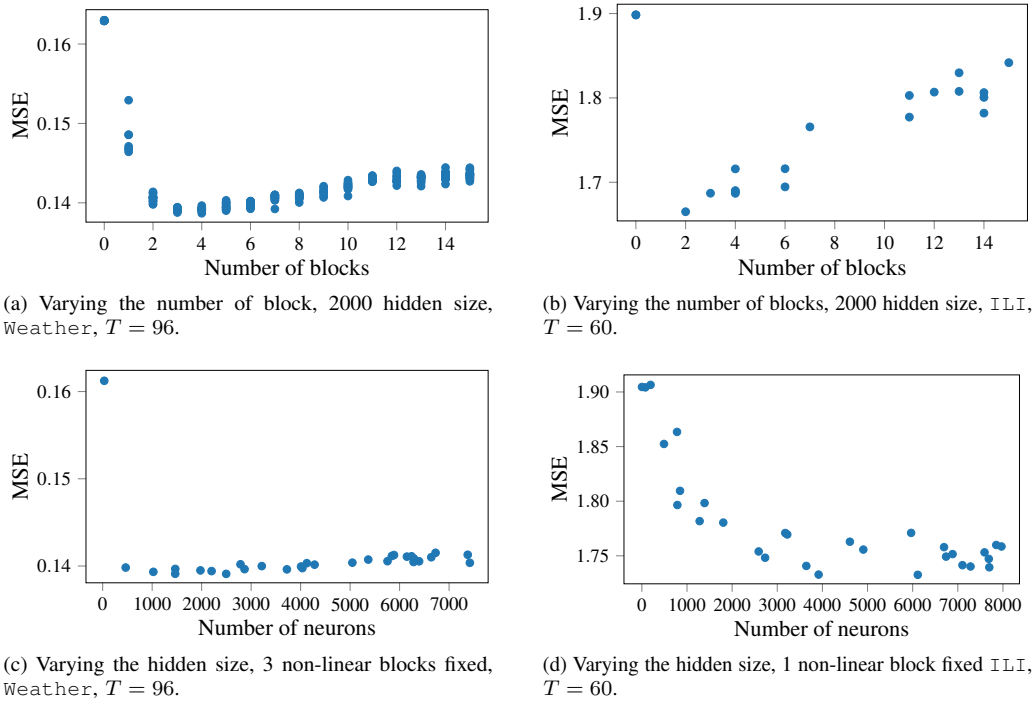 0.16
0.15
0.14
MSE
0 2 4 6 8 10 12 14
Number of blocks
(a) Varying the number of block, 2000 hidden size,
Weather, T = 96.
1.9
1.8
1.7
MSE
0 2 4 6 8 10 12 14
Number of blocks
(b) Varying the number of blocks, 2000 hidden size, ILI,
T = 60.
0.16
0.15
0.14
MSE
0 1000 2000 3000 4000 5000 6000 7000
Number of neurons
(c) Varying the hidden size, 3 non-linear blocks fixed,
Weather, T = 96.
1.90
1.85
1.80
1.75
MSE
0 1000 2000 3000 4000 5000 6000 7000 8000
Number of neurons
(d) Varying the hidden size, 1 non-linear block fixed ILI,
T = 60.